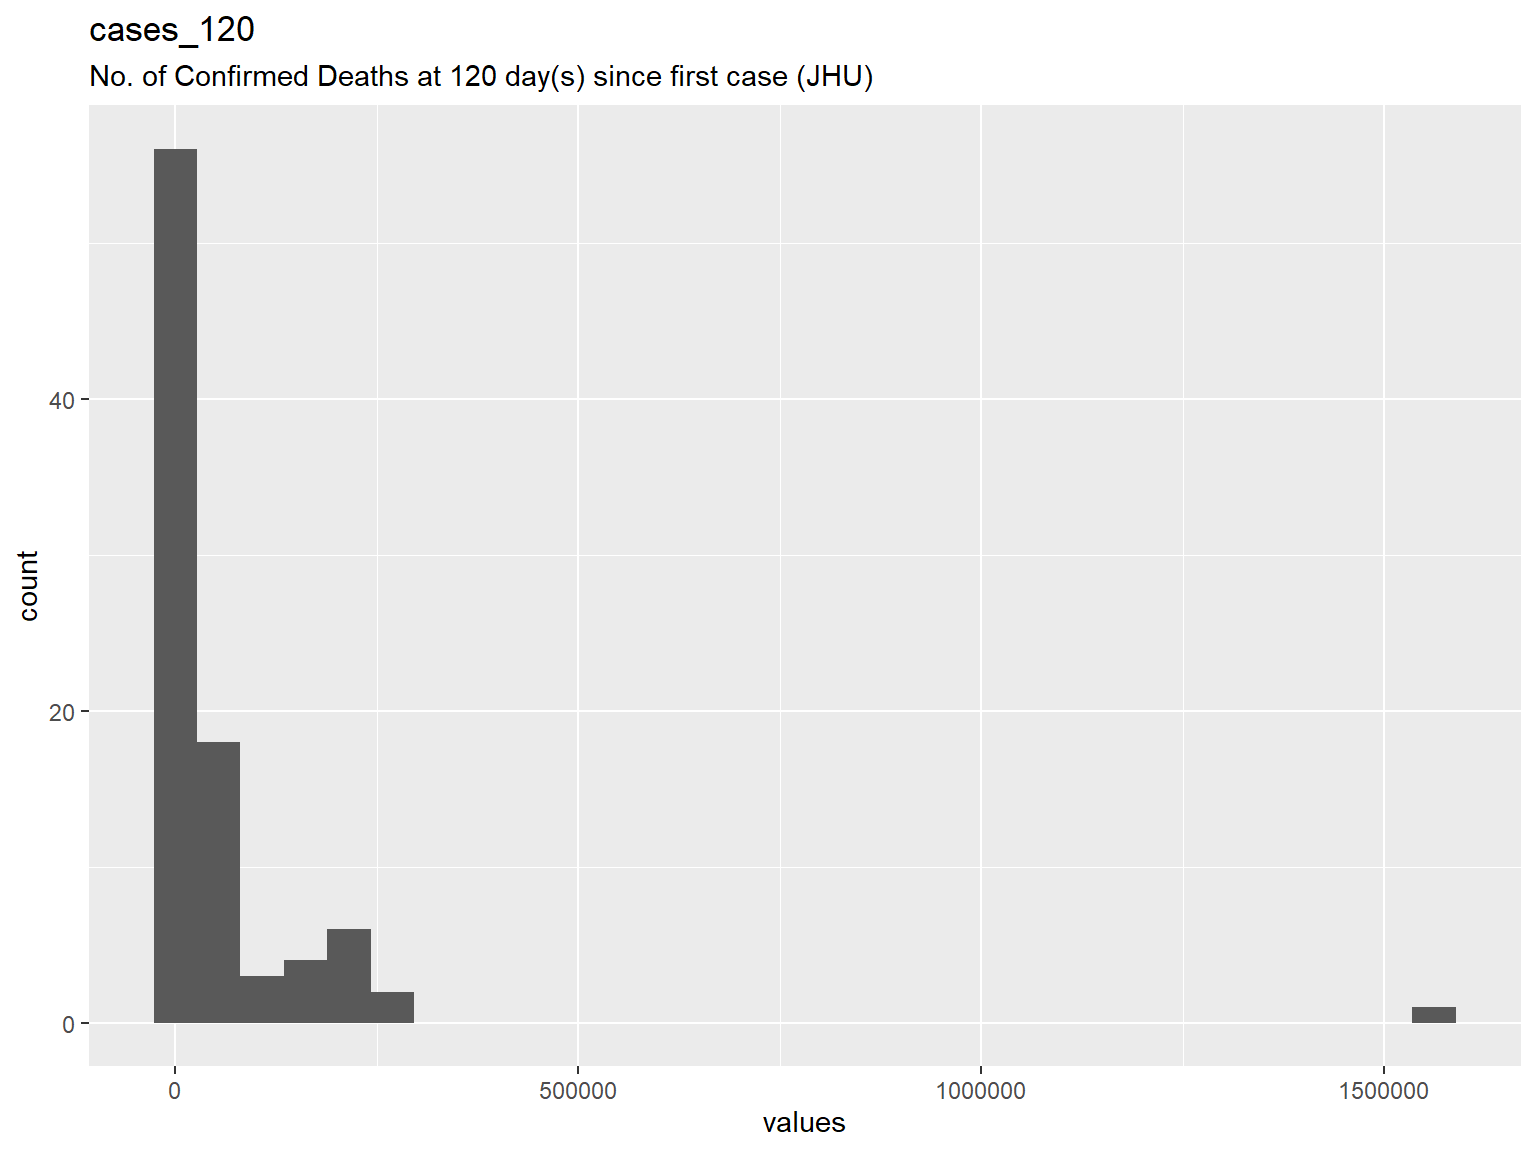 cases_120
No. of Confirmed Deaths at 120 day(s) since first case (JHU)
count
40
20
0
0 500000 1000000 1500000
values